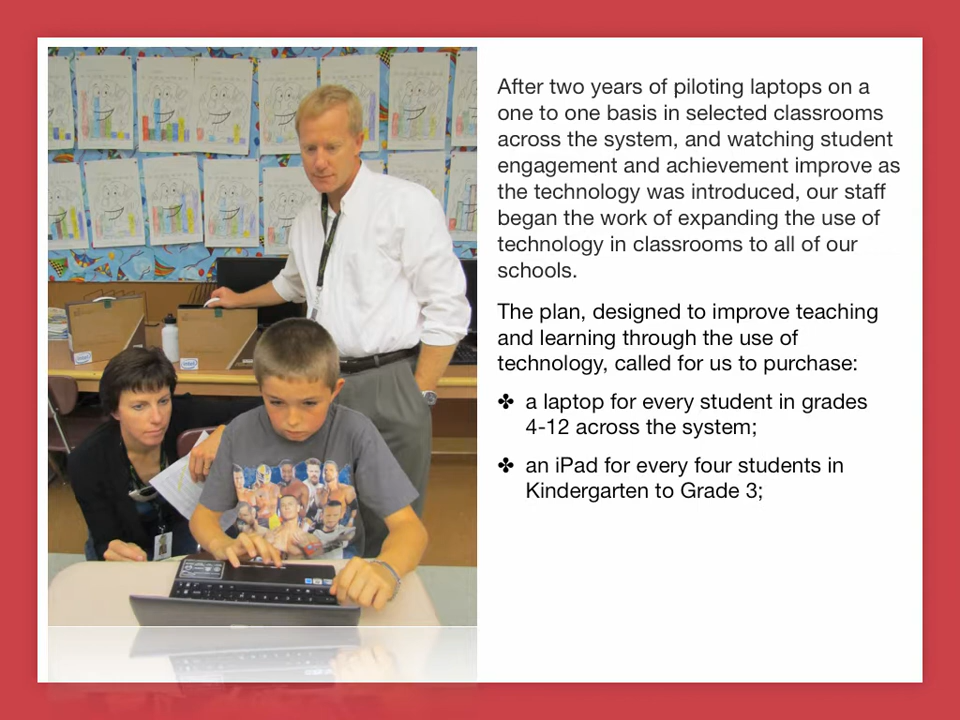 After two years of piloting laptops on a
one to one basis in selected classrooms
across the system, and watching student
engagement and achievement improve as
the technology was introduced, our staff
began the work of expanding the use of
technology in classrooms to all of our
schools.
The plan, designed to improve teaching
and learning through the use of
technology, called for us to purchase:
✤ a laptop for every student in grades
4-12 across the system;
✤ an iPad for every four students in
Kindergarten to Grade 3;